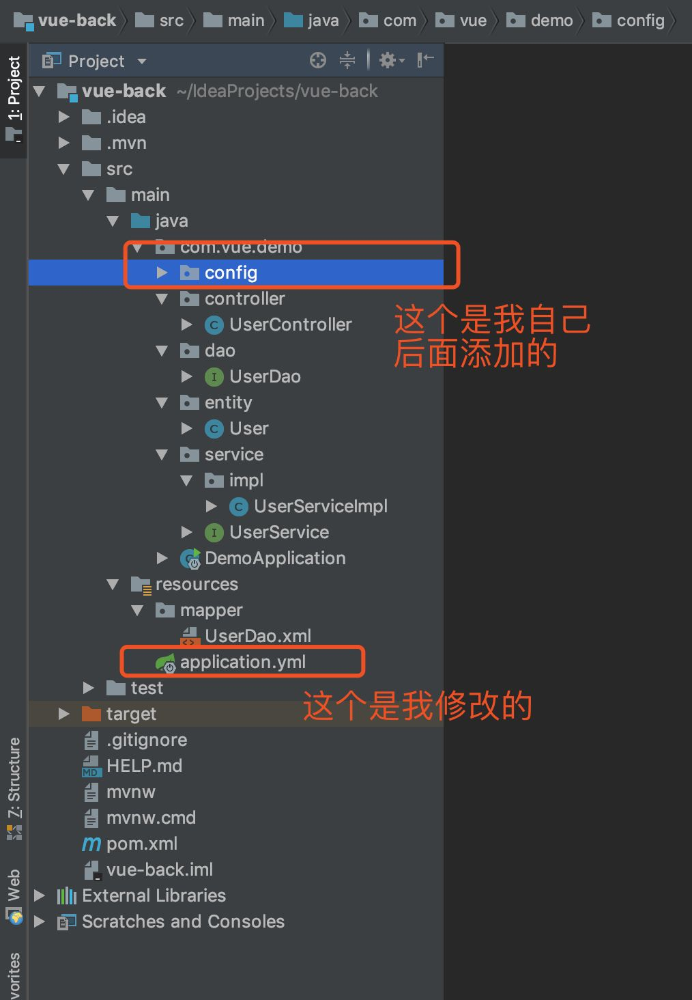 vue-back src main java com vue demo config
Project
1: Project
vue-back ~/IdeaProjects/vue-back
.idea
.mvn
src
main
java
com.vue.demo
config
controller
这个是我自己
后面添加的
UserController
dao
UserDao
entity
User
service
impl
UserServiceImpl
UserService
DemoApplication
resources
mapper
UserDao.xml
application.yml
这个是我修改的
test
target
.gitignore
HELP.md
mvnw
mvnw.cmd
pom.xml
vue-back.iml
External Libraries
Scratches and Consoles
7: Structure
Web
vorites